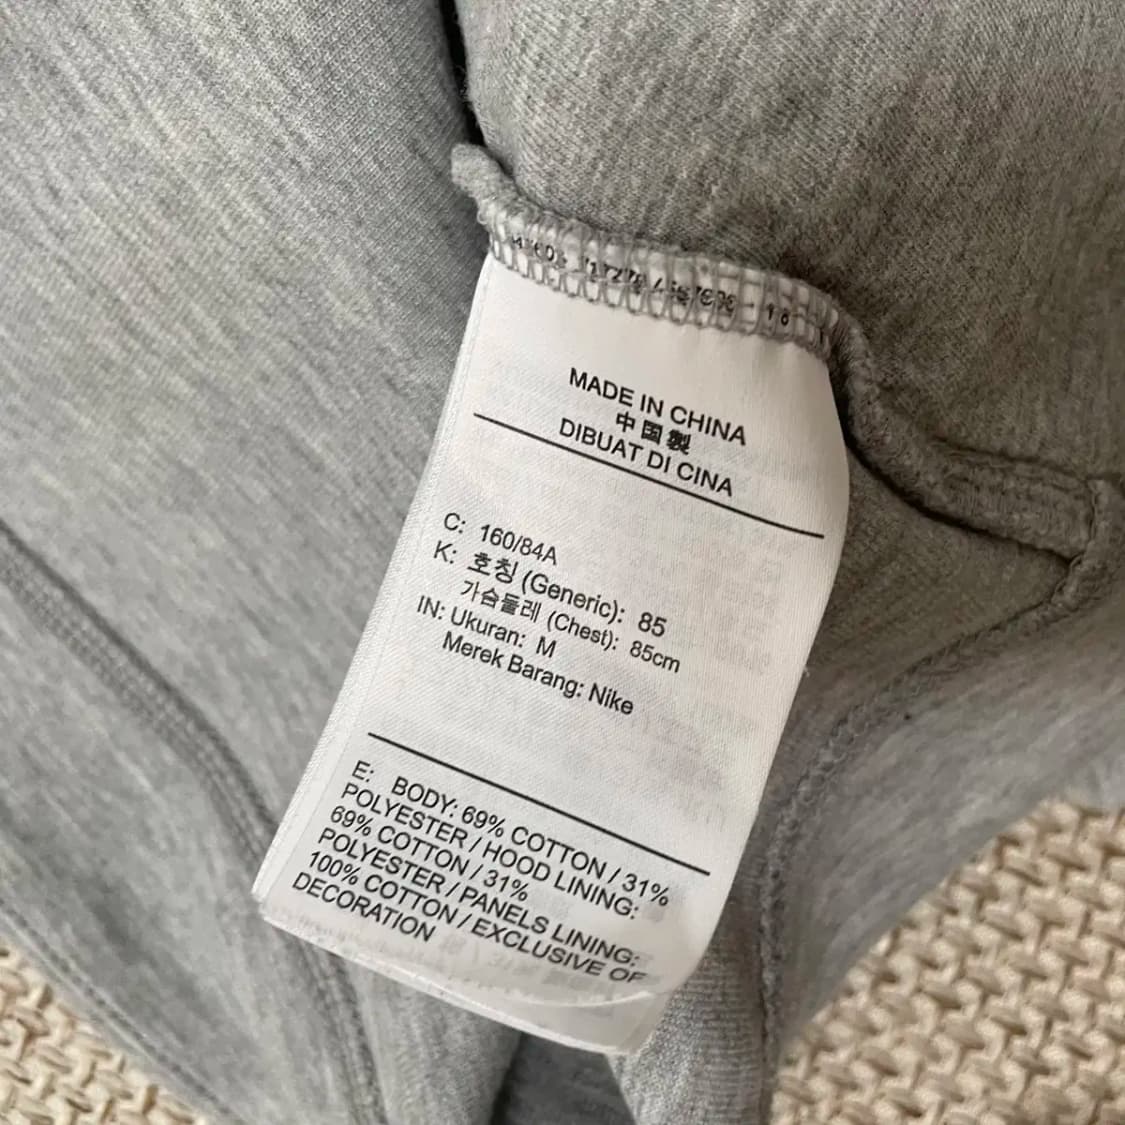 MADE IN CHINA
中国製
DIBUAT DI CINA
C: 160/84A
K: 호칭 (Generic): 85
가슴둘레 (Chest): 85cm
IN: Ukuran: M
Merek Barang: Nike
E: BODY: 69% COTTON / 31%
POLYESTER / HOOD LINING:
69% COTTON / 31%
POLYESTER / PANELS LINING:
100% COTTON / EXCLUSIVE OF
DECORATION